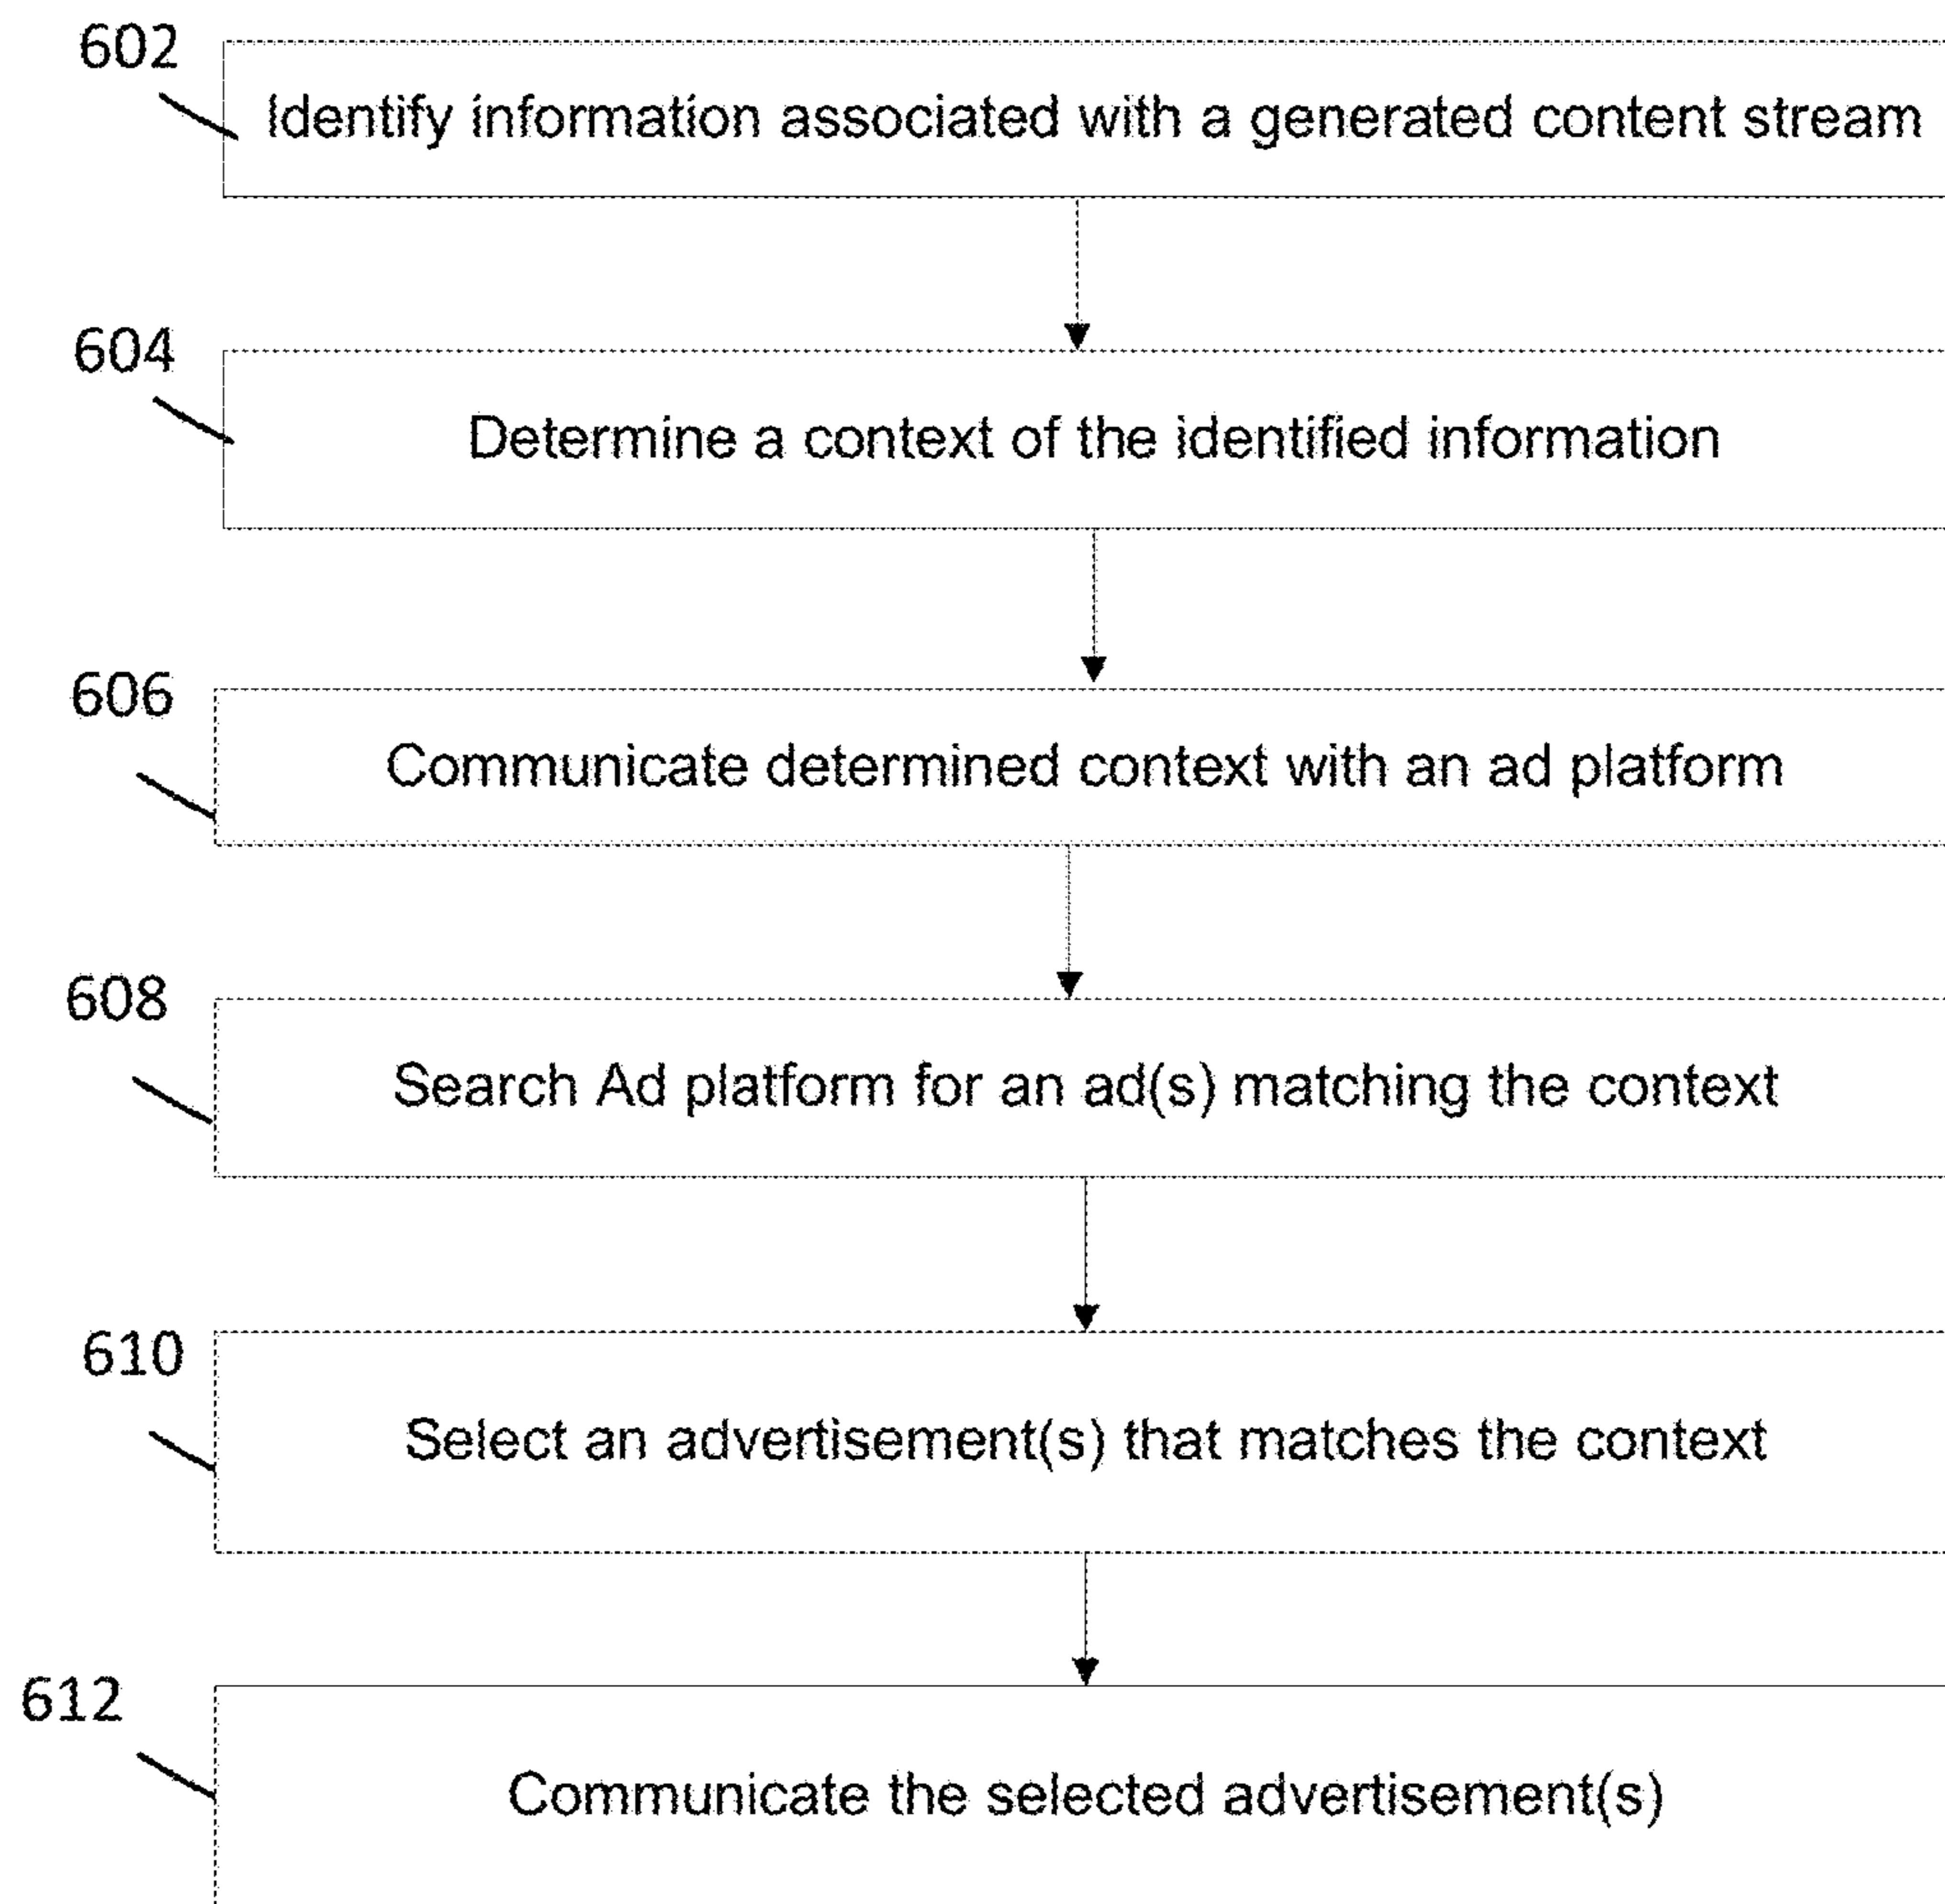 602
Identify information associated with a generated content stream
604
Determine a context of the identified information
606
Communicate determined context with an ad platform
608
Search Ad platform for an ad(s) matching the context
610
Select an advertisement(s) that matches the context
612
Communicate the selected advertisement(s)